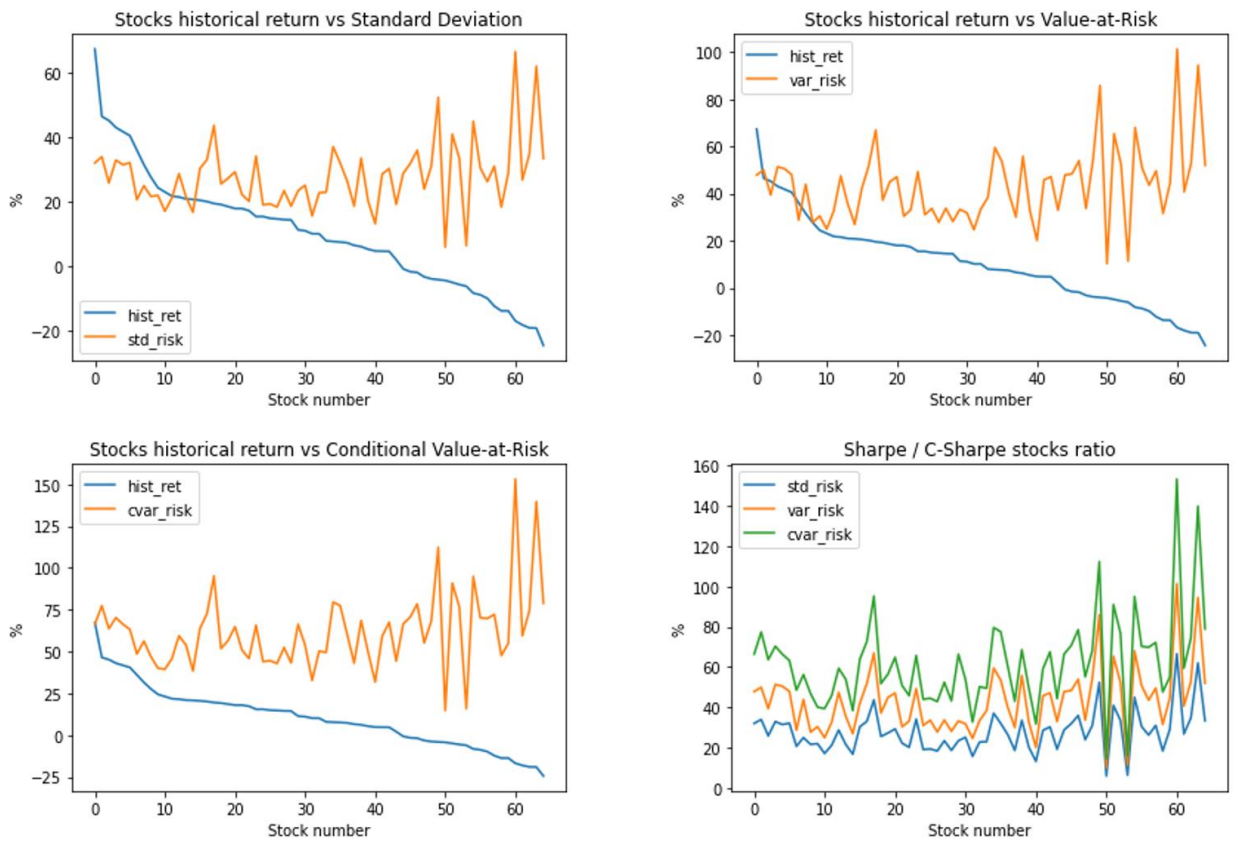 Stocks historical return vs Standard Deviation
60
40
20
0
−20
%
hist_ret
std_risk
0 10 20 30 40 50 60
Stock number
Stocks historical return vs Value-at-Risk
100
80
60
40
20
0
−20
%
hist_ret
var_risk
0 10 20 30 40 50 60
Stock number
Stocks historical return vs Conditional Value-at-Risk
150
125
100
75
50
25
0
−25
%
hist_ret
cvar_risk
0 10 20 30 40 50 60
Stock number
Sharpe / C-Sharpe stocks ratio
160
140
120
100
80
60
40
20
0
%
std_risk
var_risk
cvar_risk
0 10 20 30 40 50 60
Stock number